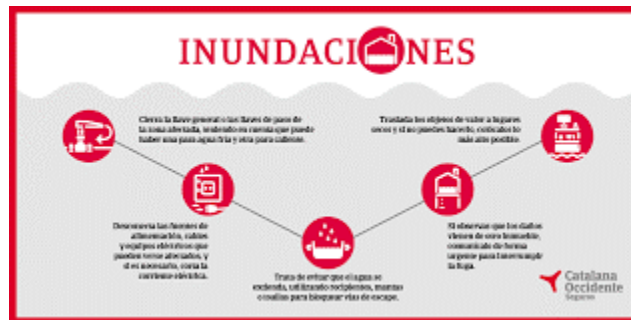 INUNDACIONES
Cierra la llave general o las llaves de paso de
la zona afectada, teniendo en cuenta que puede
haber una para agua fría y otra para caliente.
Traslada los objetos de valor a lugares
secos y si no puedes hacerlo, colócalos lo
más alto posible.
Desconecta las fuentes de
alimentación, cables
y equipos eléctricos que
puedan verse afectados, y
si es necesario, corta la
corriente eléctrica.
Si observas que los daños
vienen de otro inmueble,
comunícalo de forma
urgente para interrumpir
la fuga.
Trata de evitar que el agua se
extienda, utilizando recipientes, mantas
o toallas para bloquear vías de escape.
Catalana
Occidente
Seguros